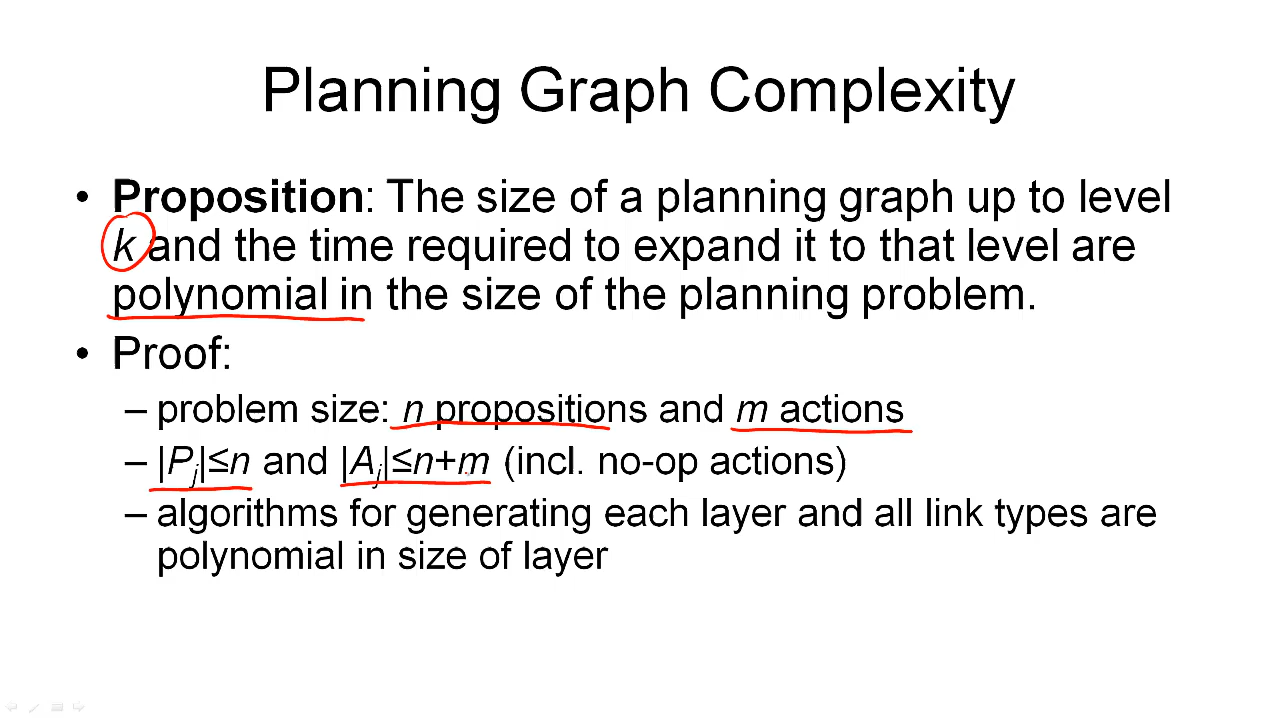 Planning Graph Complexity
• Proposition: The size of a planning graph up to level
k and the time required to expand it to that level are
polynomial in the size of the planning problem.
• Proof:
– problem size: n propositions and m actions
– |Pj|≤n and |Aj|≤n+m (incl. no-op actions)
– algorithms for generating each layer and all link types are
polynomial in size of layer